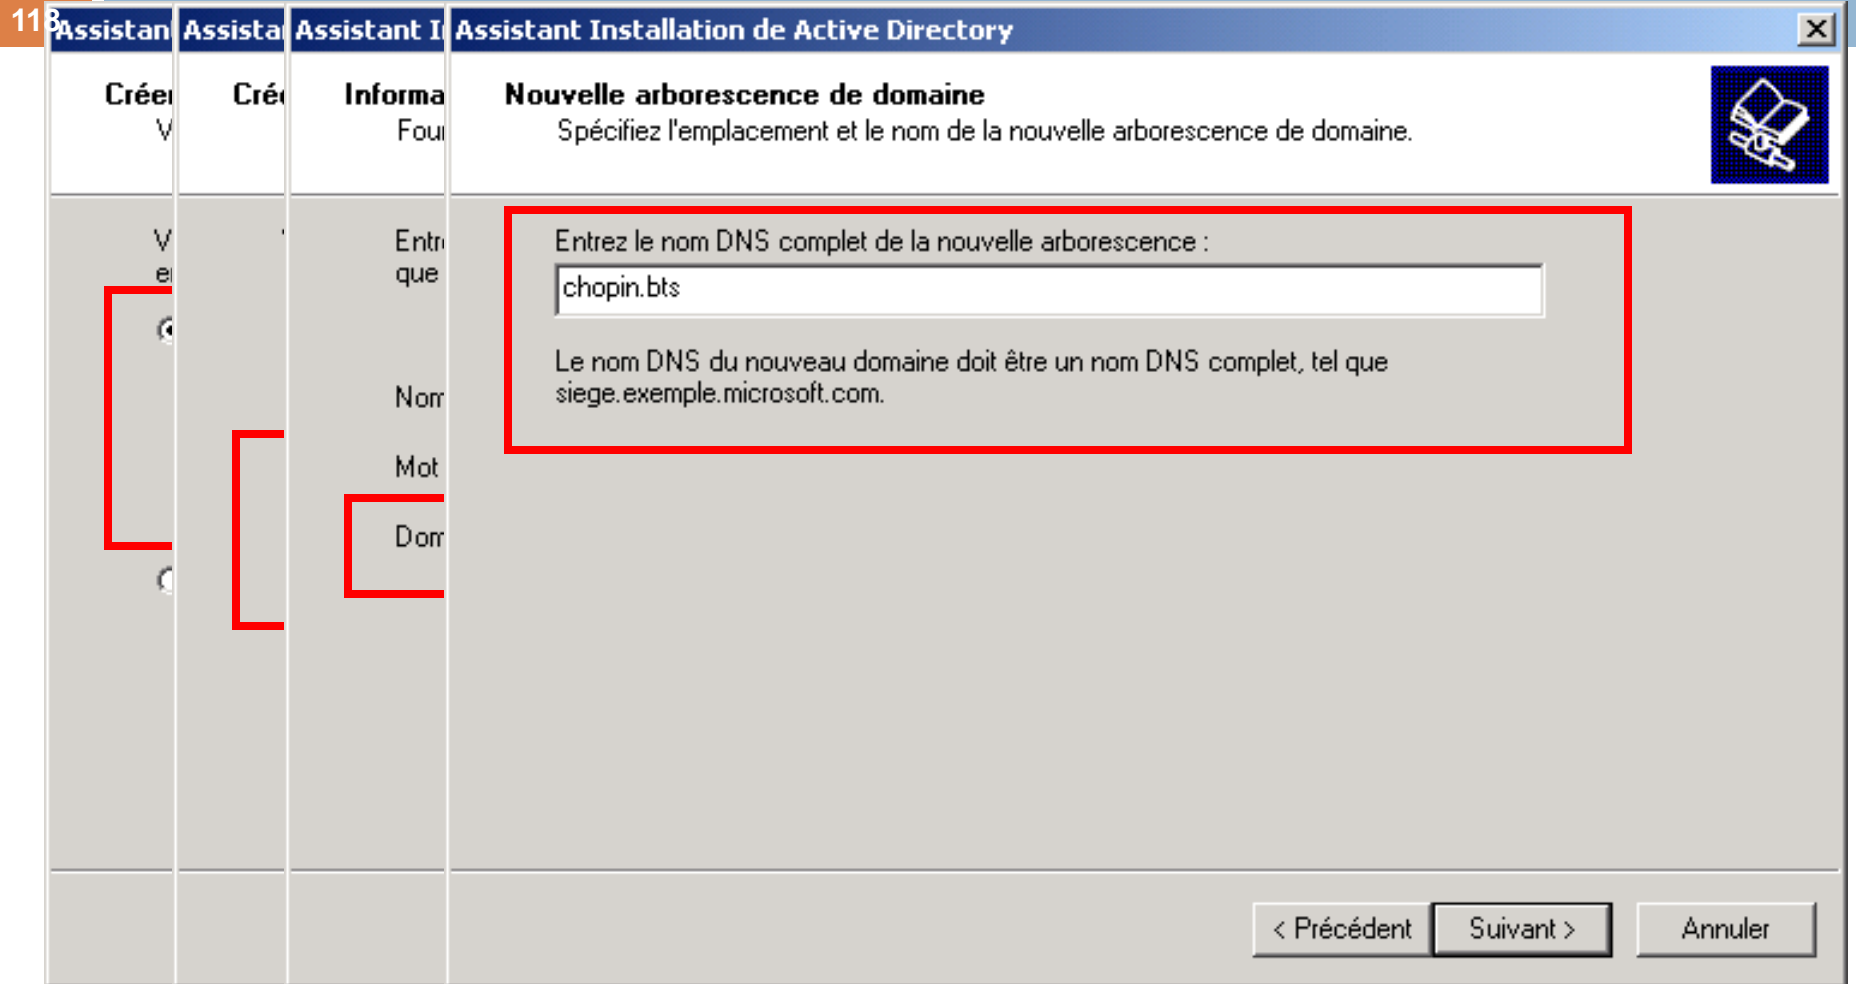 118
Assistan
Créer
V
V
Assista
Cré
Assistant I
Informa
Four
Entr
que
Nom
Mot
Dom
Assistant Installation de Active Directory
Nouvelle arborescence de domaine
Spécifiez l'emplacement et le nom de la nouvelle arborescence de domaine.
Entrez le nom DNS complet de la nouvelle arborescence :
chopin.bts
Le nom DNS du nouveau domaine doit être un nom DNS complet, tel que
siege.exemple.microsoft.com.
< Précédent
Suivant >
Annuler